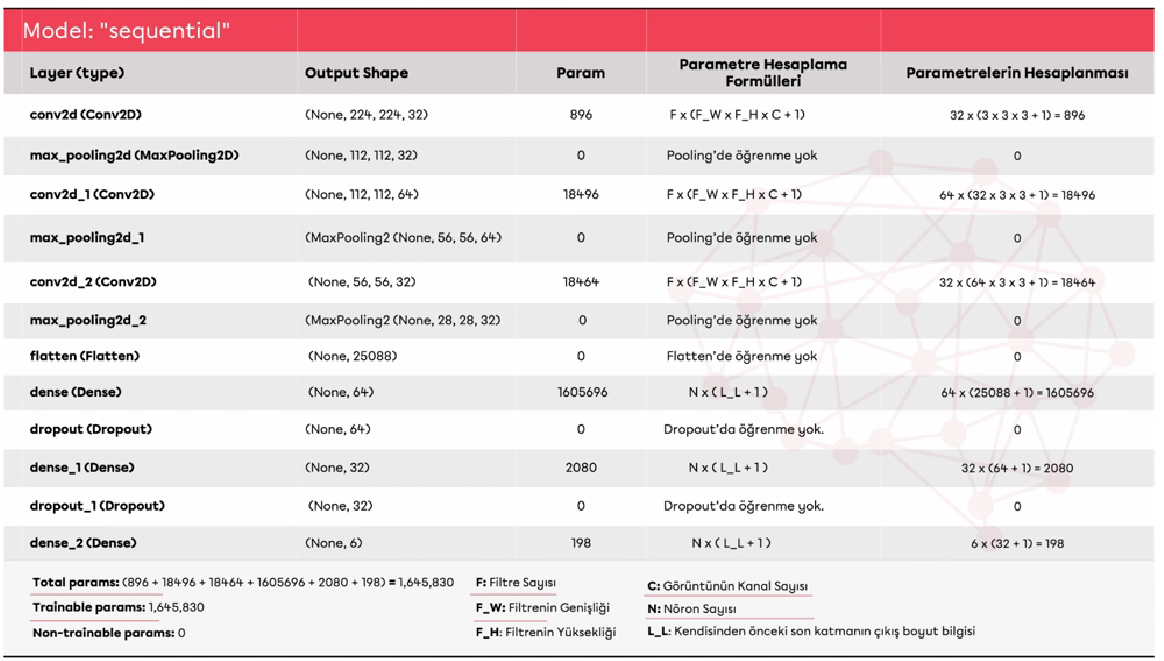 Model: "sequential"
Layer (type) Output Shape Param Parametre Hesaplama Formülleri Parametrelerin Hesaplanması
conv2d (Conv2D) (None, 224, 224, 32) 896 F x (F_W x F_H x C + 1) 32 x (3 x 3 x 3 + 1) = 896
max_pooling2d (MaxPooling2D) (None, 112, 112, 32) 0 Pooling'de öğrenme yok 0
conv2d_1 (Conv2D) (None, 112, 112, 64) 18496 F x (F_W x F_H x C + 1) 64 x (32 x 3 x 3 + 1) = 18496
max_pooling2d_1 (MaxPooling2 (None, 56, 56, 64) 0 Pooling'de öğrenme yok 0
conv2d_2 (Conv2D) (None, 56, 56, 32) 18464 F x (F_W x F_H x C + 1) 32 x (64 x 3 x 3 + 1) = 18464
max_pooling2d_2 (MaxPooling2 (None, 28, 28, 32) 0 Pooling'de öğrenme yok 0
flatten (Flatten) (None, 25088) 0 Flatten'de öğrenme yok 0
dense (Dense) (None, 64) 1605696 N x ( L_L + 1 ) 64 x (25088 + 1) = 1605696
dropout (Dropout) (None, 64) 0 Dropout'da öğrenme yok. 0
dense_1 (Dense) (None, 32) 2080 N x ( L_L + 1 ) 32 x (64 + 1) = 2080
dropout_1 (Dropout) (None, 32) 0 Dropout'da öğrenme yok. 0
dense_2 (Dense) (None, 6) 198 N x ( L_L + 1 ) 6 x (32 + 1) = 198
Total params: (896 + 18496 + 18464 + 1605696 + 2080 + 198) = 1,645,830 F: Filtre Sayısı C: Görüntünün Kanal Sayısı
Trainable params: 1,645,830 F_W: Filtrenin Genişliği N: Nöron Sayısı
Non-trainable params: 0 F_H: Filtrenin Yüksekliği L_L: Kendisinden önceki son katmanın çıkış boyut bilgisi